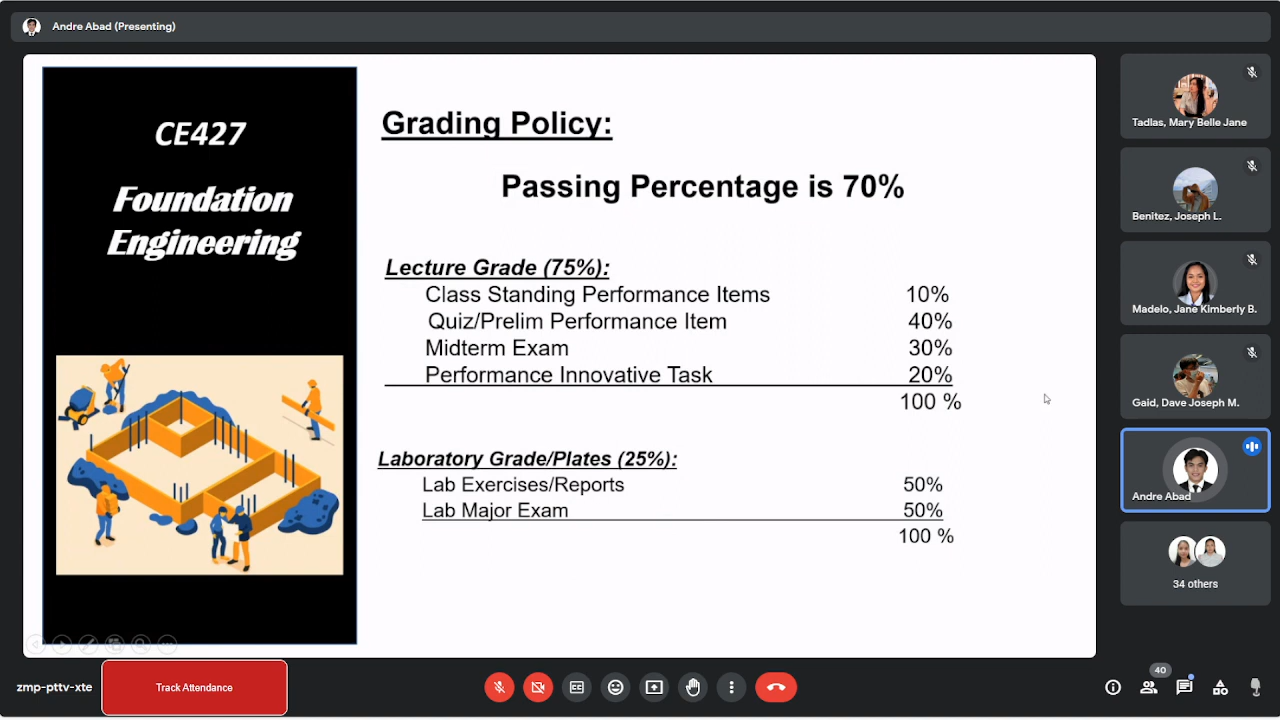 Andre Abad (Presenting)
CE427
Foundation
Engineering
Grading Policy:
Passing Percentage is 70%
Lecture Grade (75%):
Class Standing Performance Items 10%
Quiz/Prelim Performance Item 40%
Midterm Exam 30%
Performance Innovative Task 20%
100 %
Laboratory Grade/Plates (25%):
Lab Exercises/Reports 50%
Lab Major Exam 50%
100 %
Tadlas, Mary Belle Jane
Benitez, Joseph L.
Madelo, Jane Kimberly B.
Gaid, Dave Joseph M.
Andre Abad
34 others
zmp-pttv-xte
Track Attendance
40